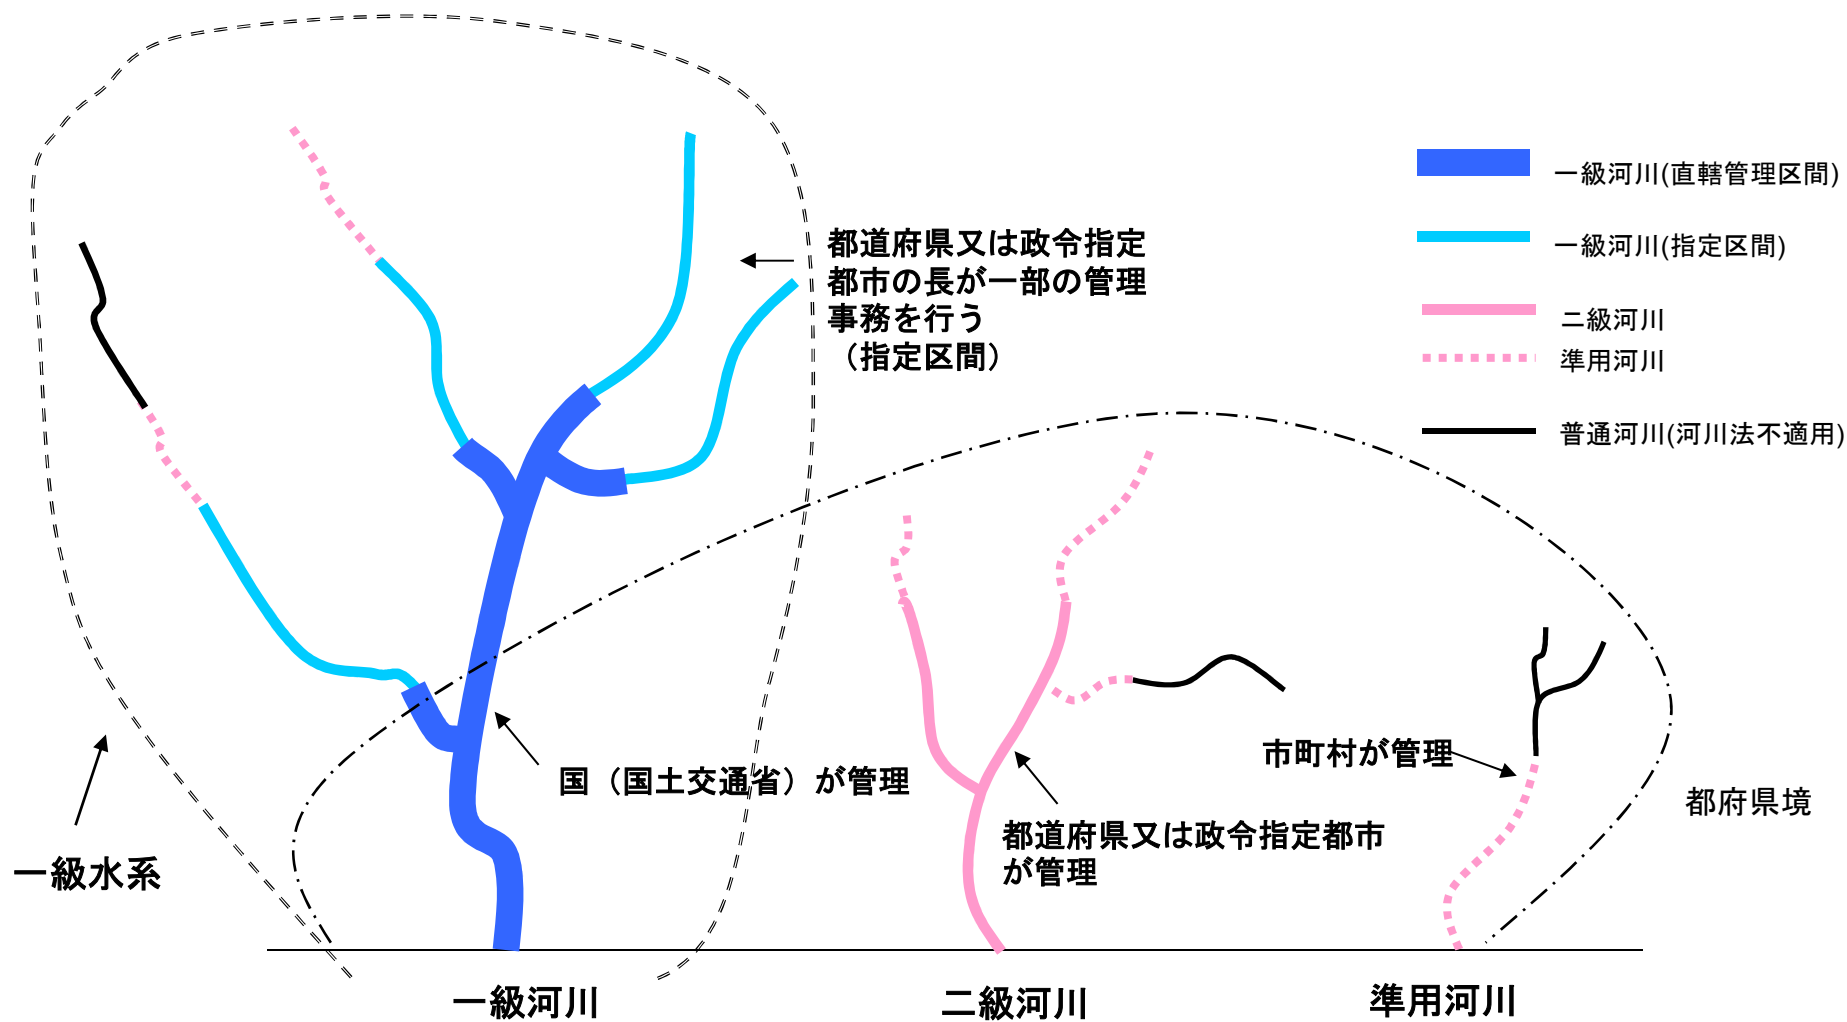 一級河川(直轄管理区間)
一級河川(指定区間)
二級河川
準用河川
普通河川(河川法不適用)
都道府県又は政令指定
都市の長が一部の管理
事務を行う
（指定区間）
国（国土交通省）が管理
市町村が管理
都府県境
都道府県又は政令指定都市
が管理
一級水系
一級河川
二級河川
準用河川